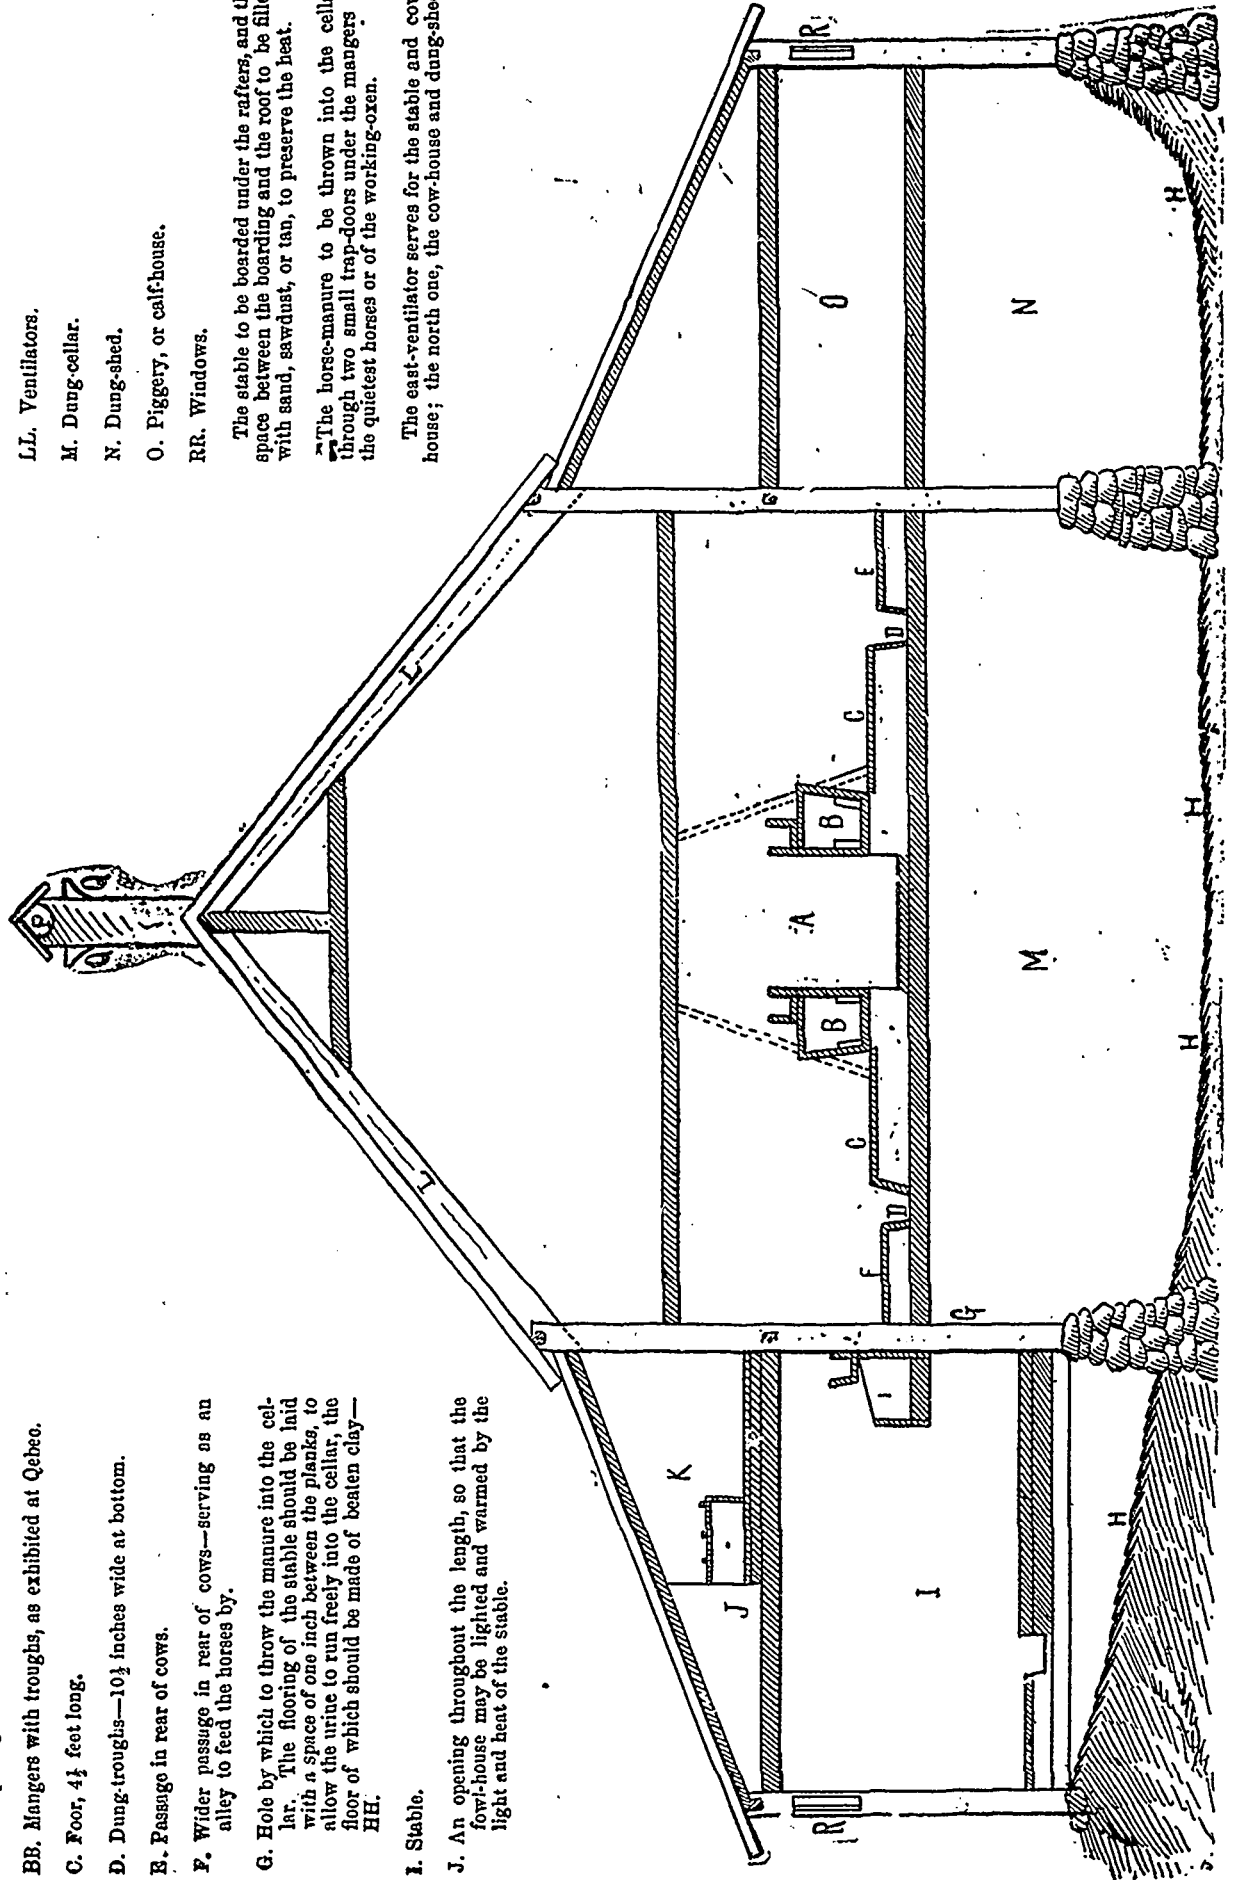 BB. Mangers with troughs, as exhibited at Qebec.
C. Foor, 4½ feet long.
D. Dung-troughs—10½ inches wide at bottom.
E. Passage in rear of cows.
F. Wider passage in rear of cows—serving as an
alley to feed the horses by.
G. Hole by which to throw the manure into the cel-
lar. The flooring of the stable should be laid
with a space of one inch between the planks, to
allow the urine to run freely into the cellar, the
floor of which should be made of beaten clay—
HH.
I. Stable.
J. An opening throughout the length, so that the
fowl-house may be lighted and warmed by the
light and heat of the stable.
LL. Ventilators.
M. Dung-cellar.
N. Dung-shed.
O. Piggery, or calf-house.
RR. Windows.
The stable to be boarded under the rafters, and
space between the boarding and the roof to be
with sand, sawdust, or tan, to preserve the heat.
The horse-manure to be thrown into the
through two small trap-doors under the mangers
the quietest horses or of the working-oxen.
The east-ventilator serves for the stable and
house; the north one, the cow-house and
P
Q Q
L L
K
J
R R
A
B B
C C
D D
E
F
G
I
I
O
M
N
H H H H